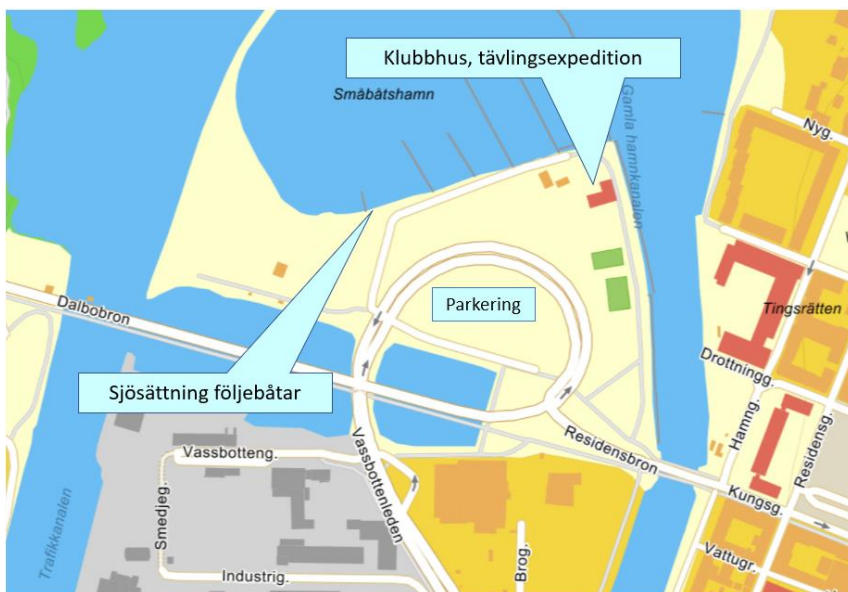 Klubbhus, tävlingsexpedition
Småbåtshamn
Gamla hamnkanalen
Nyg.
Parkering
Tingsrätten
Dalbobron
Drottningg.
Sjösättning följebåtar
Hamng.
Residensg.
Residensbron
Vassbotteng.
Vassbottenleden
Kungsg.
Smedjeg.
Trafikkanalen
Industrig.
Brog.
Vattugr.